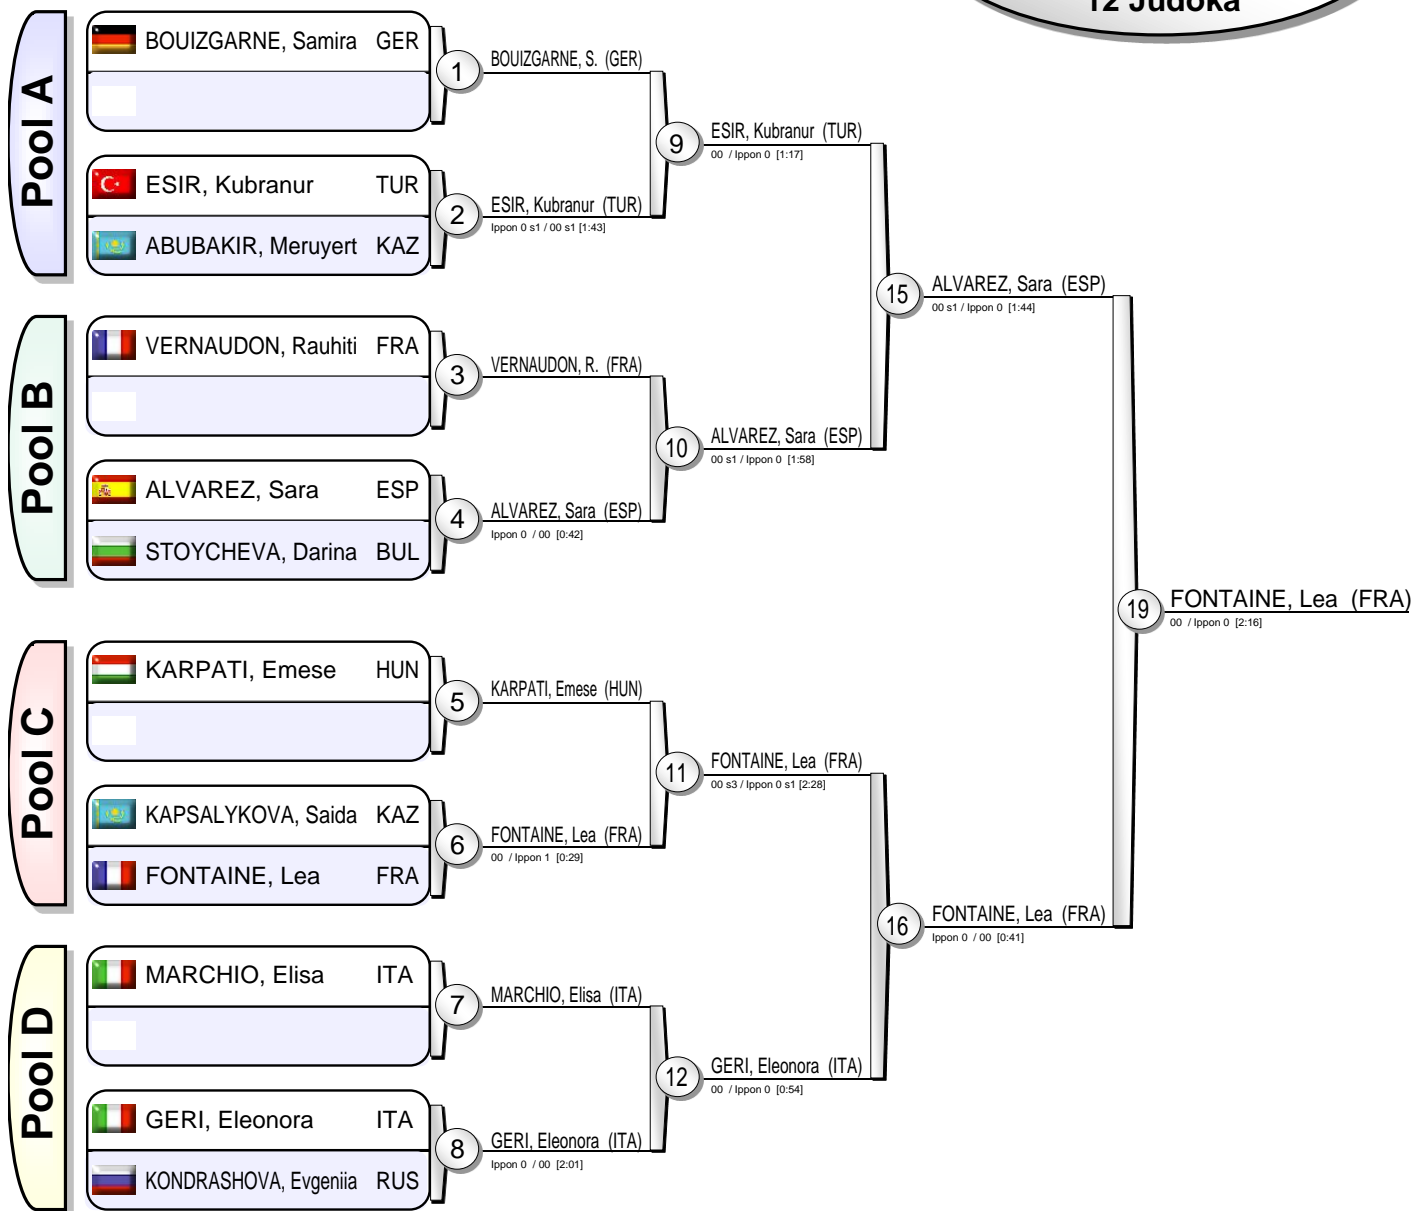 12 Judoka
Pool A
BOUIZGARNE, Samira GER
1
BOUIZGARNE, S. (GER)
ESIR, Kubranur TUR
ABUBAKIR, Meruyert KAZ
2
ESIR, Kubranur (TUR)
Ippon 0 s1 / 00 s1 [1:43]
9
ESIR, Kubranur (TUR)
00 / Ippon 0 [1:17]
Pool B
VERNAUDON, Rauhiti FRA
3
VERNAUDON, R. (FRA)
ALVAREZ, Sara ESP
STOYCHEVA, Darina BUL
4
ALVAREZ, Sara (ESP)
Ippon 0 / 00 [0:42]
10
ALVAREZ, Sara (ESP)
00 s1 / Ippon 0 [1:58]
15
ALVAREZ, Sara (ESP)
00 s1 / Ippon 0 [1:44]
Pool C
KARPATI, Emese HUN
5
KARPATI, Emese (HUN)
KAPSALYKOVA, Saida KAZ
FONTAINE, Lea FRA
6
FONTAINE, Lea (FRA)
00 / Ippon 1 [0:29]
11
FONTAINE, Lea (FRA)
00 s3 / Ippon 0 s1 [2:28]
Pool D
MARCHIO, Elisa ITA
7
MARCHIO, Elisa (ITA)
GERI, Eleonora ITA
KONDRASHOVA, Evgeniia RUS
8
GERI, Eleonora (ITA)
Ippon 0 / 00 [2:01]
12
GERI, Eleonora (ITA)
00 / Ippon 0 [0:54]
16
FONTAINE, Lea (FRA)
Ippon 0 / 00 [0:41]
19
FONTAINE, Lea (FRA)
00 / Ippon 0 [2:16]